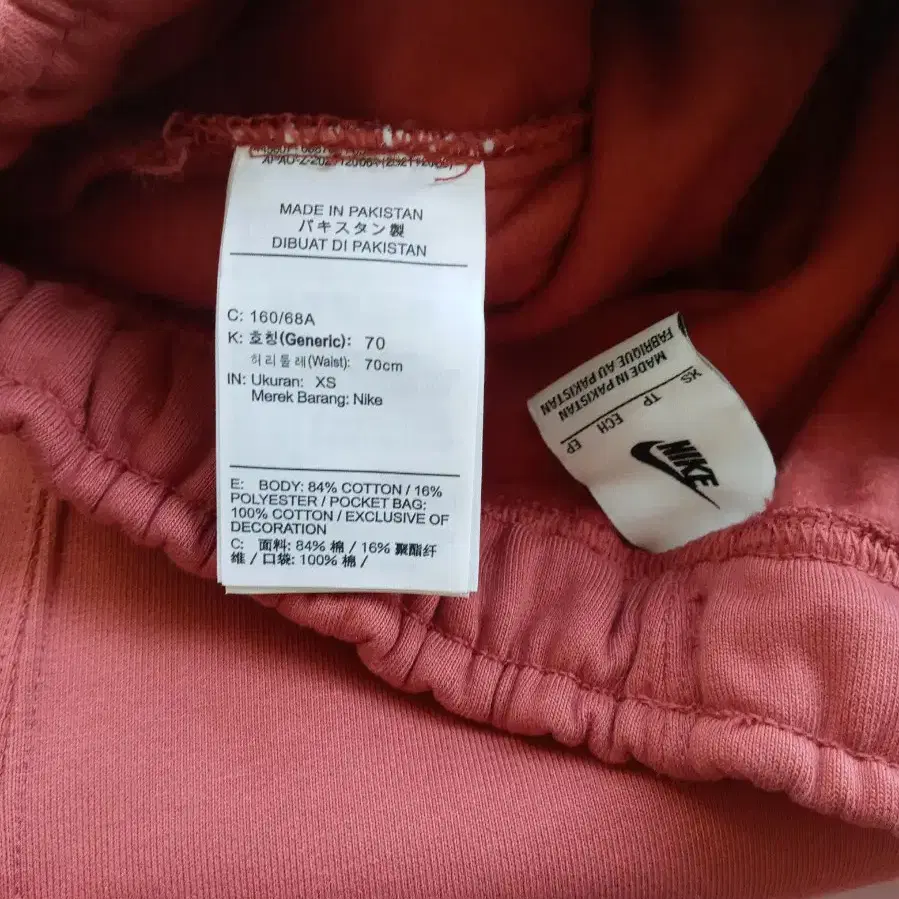 MADE IN PAKISTAN
パキスタン製
DIBUAT DI PAKISTAN
C: 160/68A
K: 호칭(Generic): 70
허리둘레(Waist): 70cm
IN: Ukuran: XS
Merek Barang: Nike
E: BODY: 84% COTTON / 16%
POLYESTER / POCKET BAG:
100% COTTON / EXCLUSIVE OF
DECORATION
C: 面料: 84% 棉 / 16% 聚酯纤
维 / 口袋: 100% 棉 /
NIKE
XS TP ECH EP
MADE IN PAKISTAN
FABRIQUE AU PAKISTAN